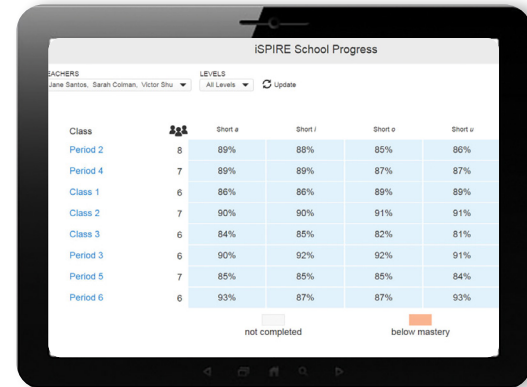 iSPIRE School Progress
EACHERS LEVELS
Jane Santos, Sarah Colman, Victor Shu All Levels Update
Class Short a Short i Short o Short u
Period 2 8 89% 88% 85% 86%
Period 4 7 89% 89% 87% 87%
Class 1 6 86% 86% 89% 89%
Class 2 7 90% 90% 91% 91%
Class 3 6 84% 85% 82% 81%
Period 3 6 90% 92% 92% 91%
Period 5 7 85% 85% 85% 84%
Period 6 6 93% 87% 87% 93%
not completed below mastery